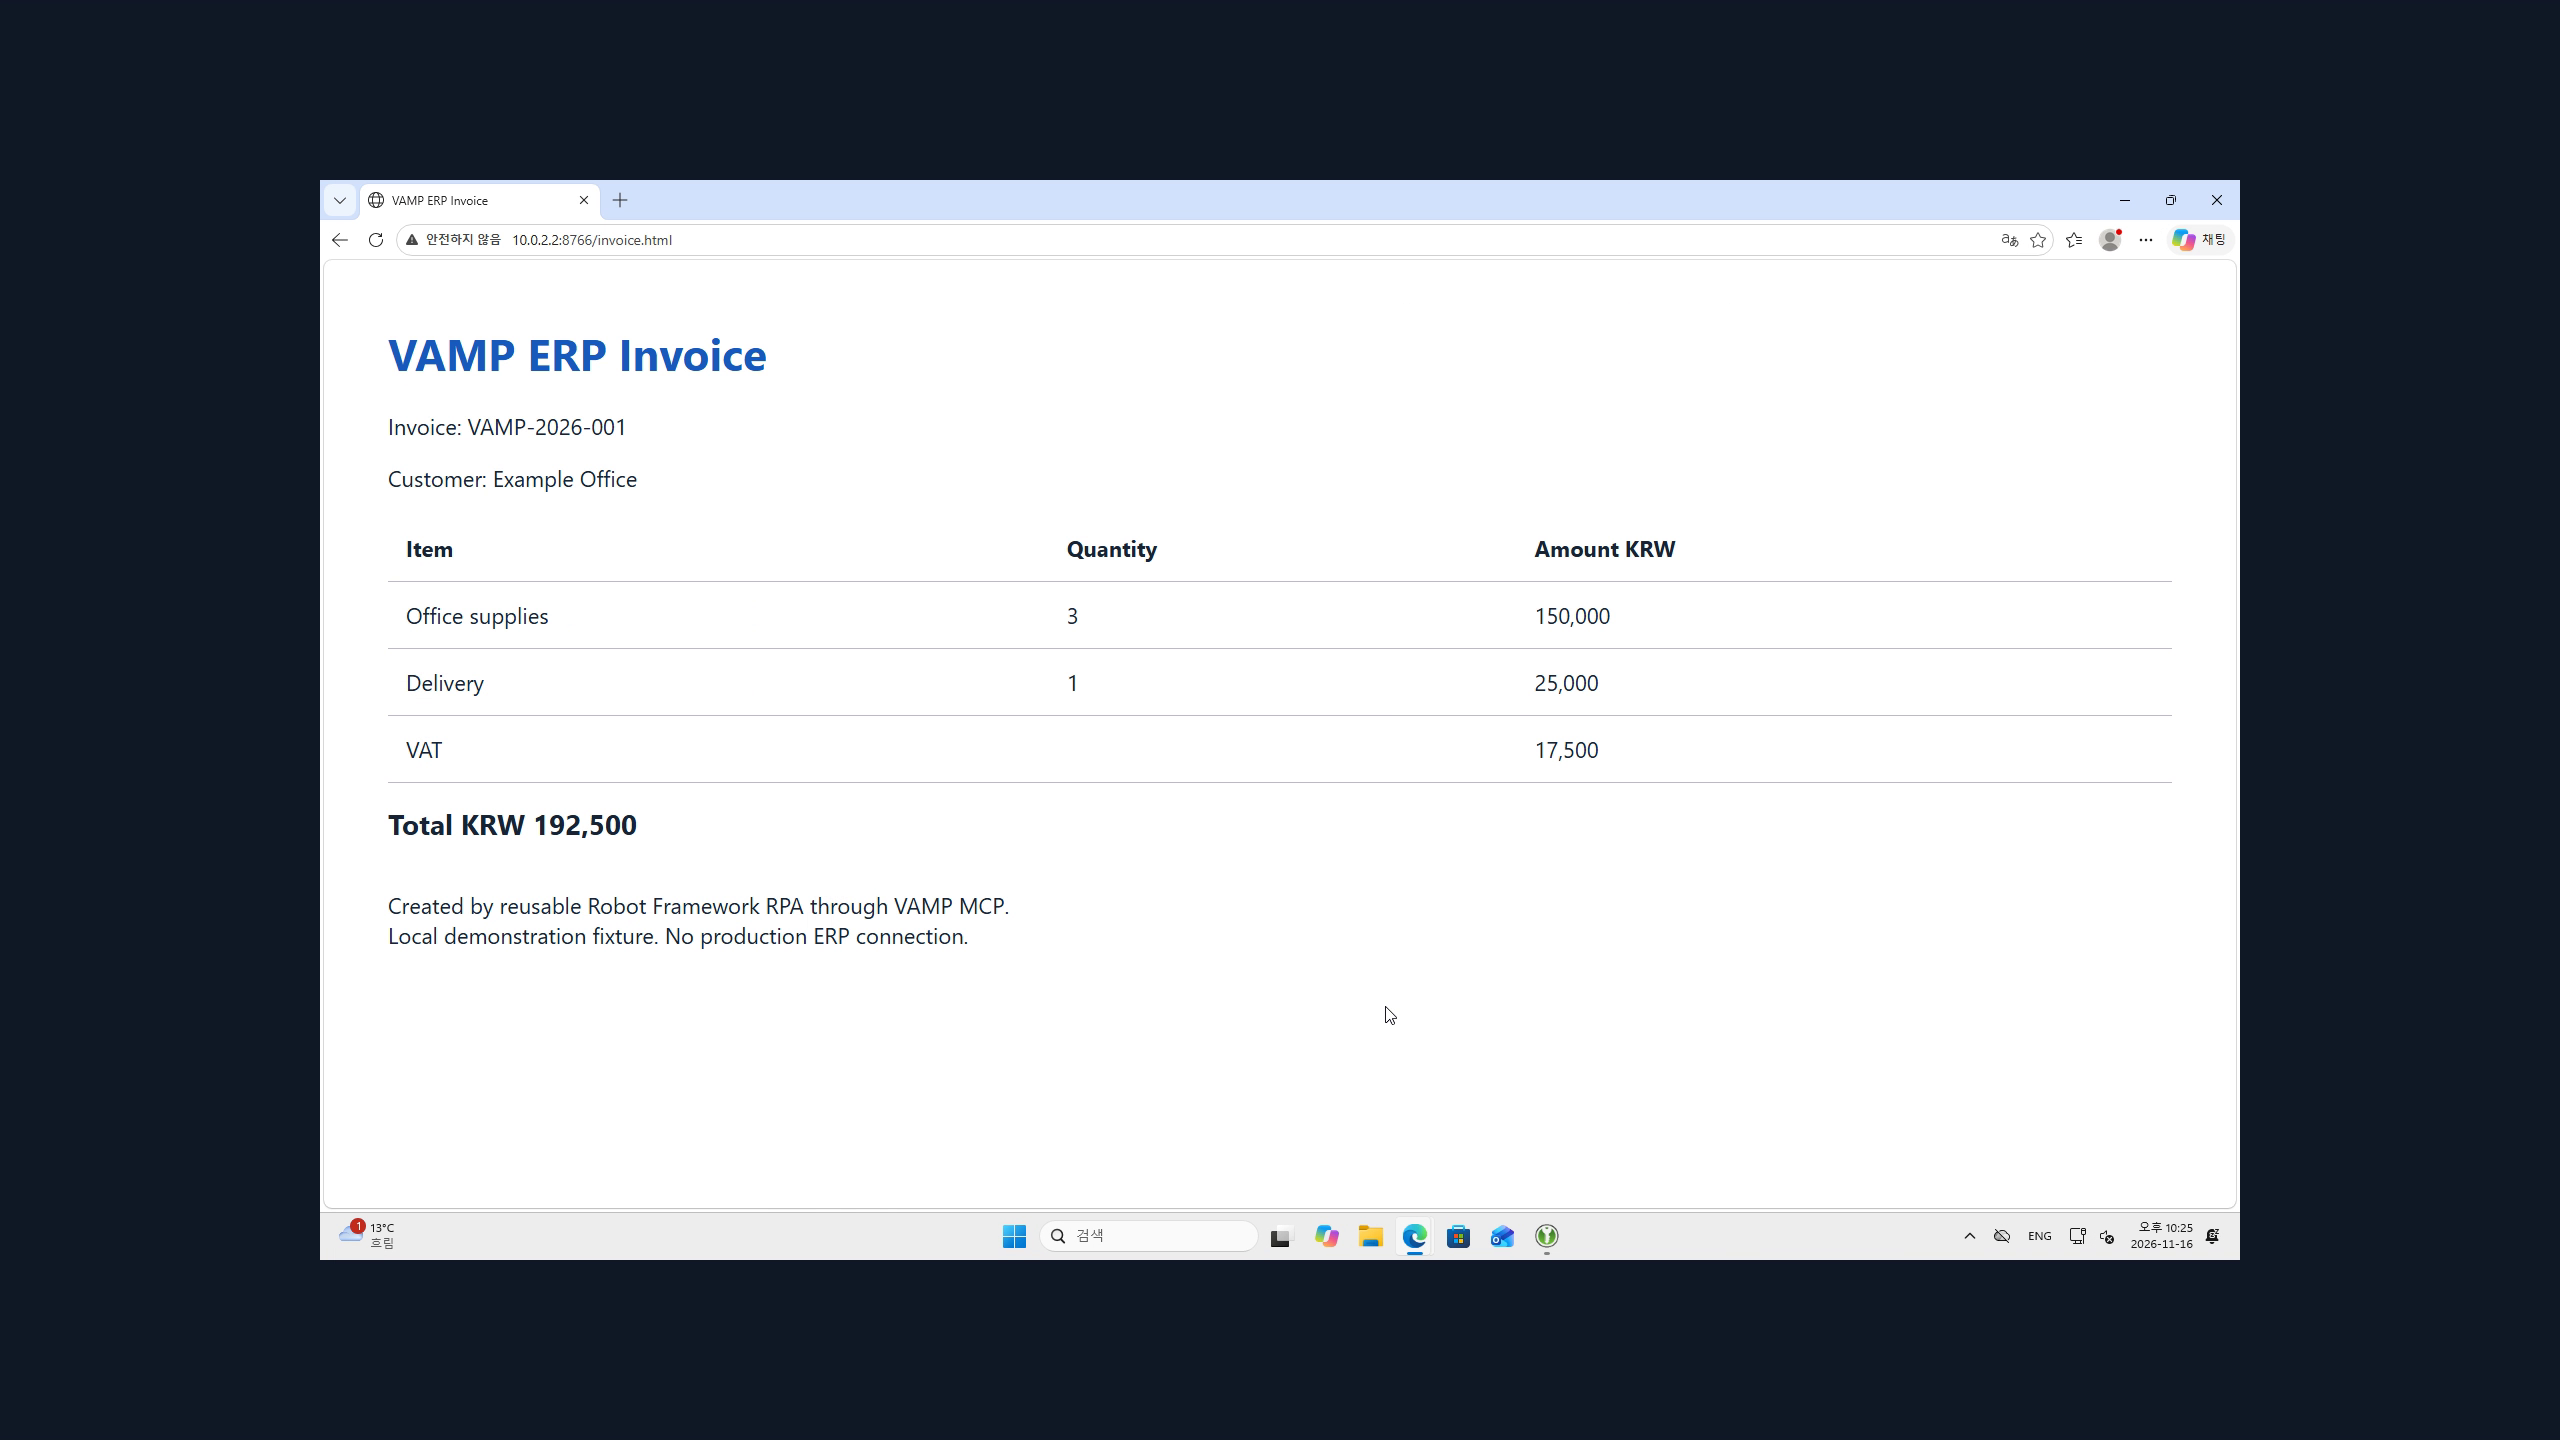 VAMP ERP Invoice
안전하지 않음 10.0.2.2:8766/invoice.html
채팅
VAMP ERP Invoice
Invoice: VAMP-2026-001
Customer: Example Office
Item Quantity Amount KRW
Office supplies 3 150,000
Delivery 1 25,000
VAT 17,500
Total KRW 192,500
Created by reusable Robot Framework RPA through VAMP MCP.
Local demonstration fixture. No production ERP connection.
1
13°C
흐림
검색
ENG
오후 10:25
2026-11-16